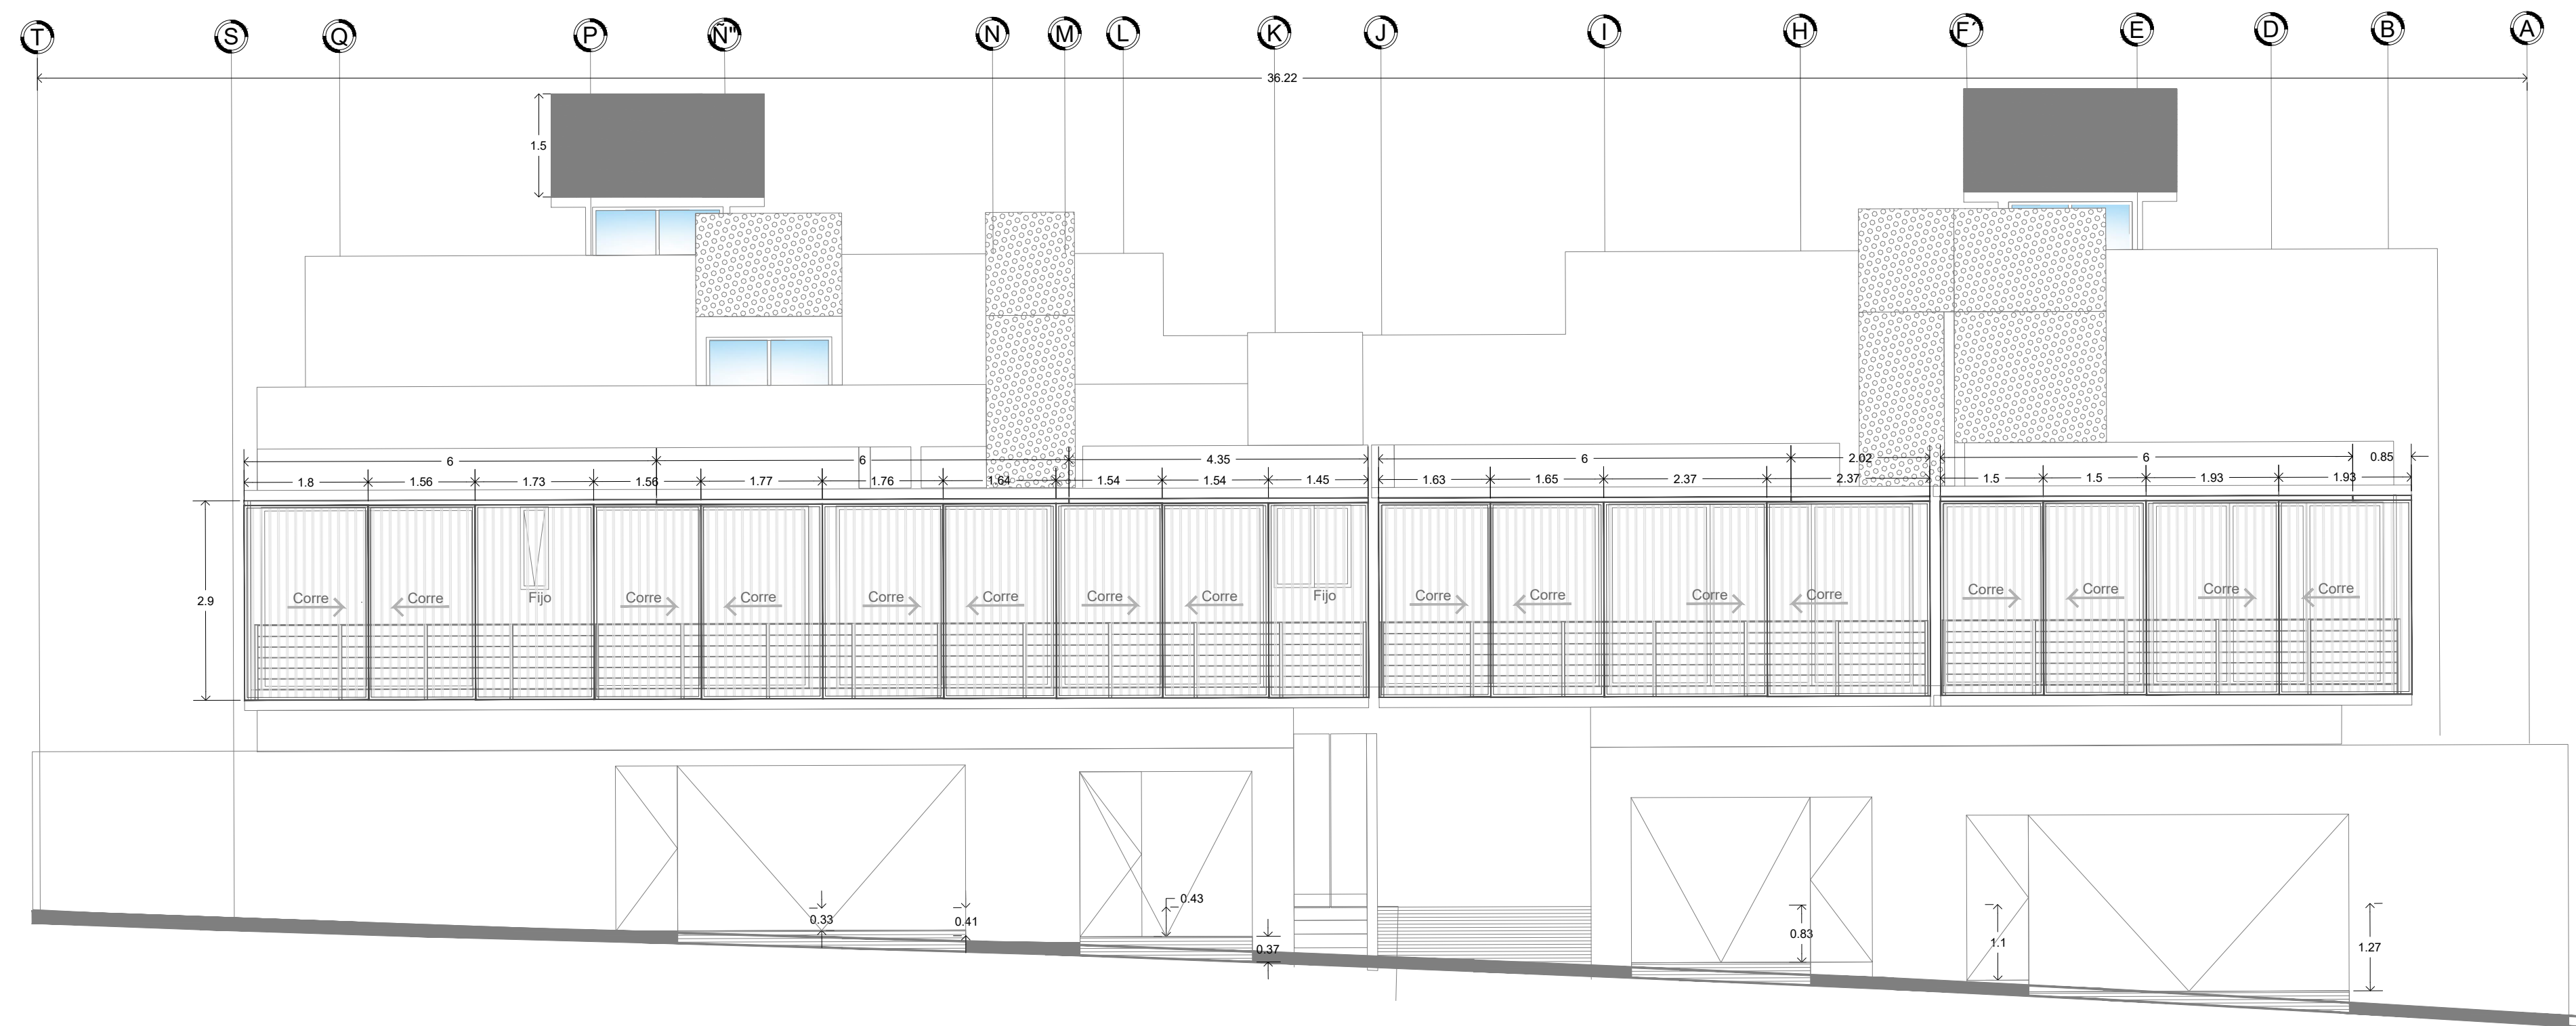 T S Q P Ñ" N M L K J I H F' E D B A
36.22
1.5
6 6 4.35 6 2.02 6 0.85
1.8 1.56 1.73 1.56 1.77 1.76 1.64 1.54 1.54 1.45 1.63 1.65 2.37 2.37 1.5 1.5 1.93 1.93
2.9
Corre Corre Fijo Corre Corre Corre Corre Corre Corre Fijo Corre Corre Corre Corre Corre Corre Corre Corre
0.33 0.41 0.43 0.37 0.83 1.1 1.27